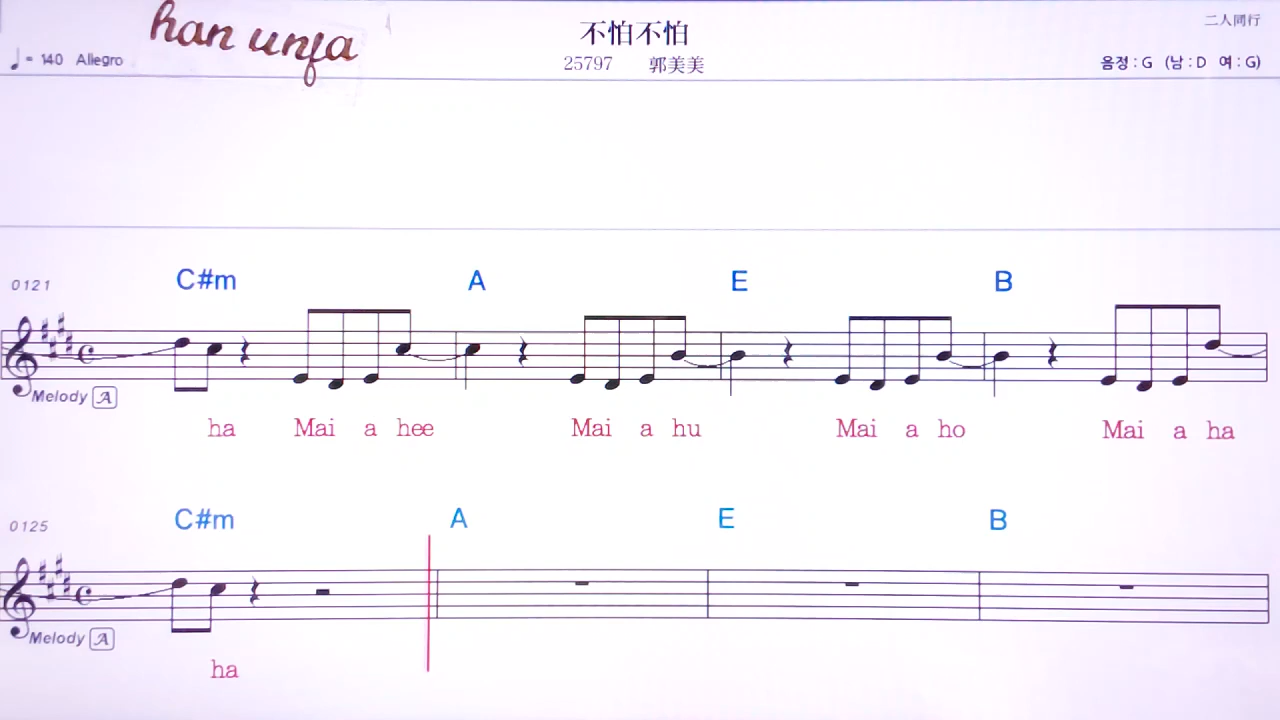 han unfa
不怕不怕
二人同行
♩= 140 Allegro
25797 郭美美
음정 : G (남 : D 여 : G)
0121
C#m A E B
Melody A
ha Mai a hee Mai a hu Mai a ho Mai a ha
0125
C#m A E B
Melody A
ha